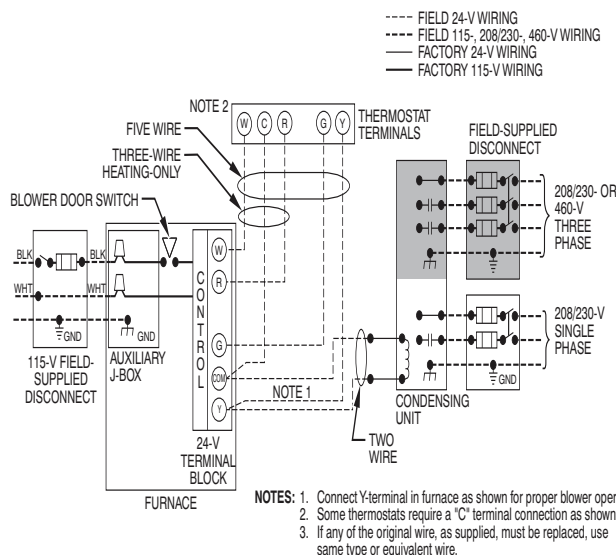 FIELD 24-V WIRING
FIELD 115-, 208/230-, 460-V WIRING
FACTORY 24-V WIRING
FACTORY 115-V WIRING
NOTE 2
W C R G Y
THERMOSTAT
TERMINALS
FIVE WIRE
THREE-WIRE
HEATING-ONLY
BLOWER DOOR SWITCH
FIELD-SUPPLIED
DISCONNECT
208/230- OR
460-V
THREE
PHASE
BLK
BLK
WHT
WHT
GND
GND
115-V FIELD-
SUPPLIED
DISCONNECT
AUXILIARY
J-BOX
CONTROL
W
R
G
COM
Y
NOTE 1
24-V
TERMINAL
BLOCK
FURNACE
TWO
WIRE
CONDENSING
UNIT
208/230-V
SINGLE
PHASE
GND
NOTES: 1. Connect Y-terminal in furnace as shown for proper blower oper
2. Some thermostats require a "C" terminal connection as shown
3. If any of the original wire, as supplied, must be replaced, use
same type or equivalent wire.